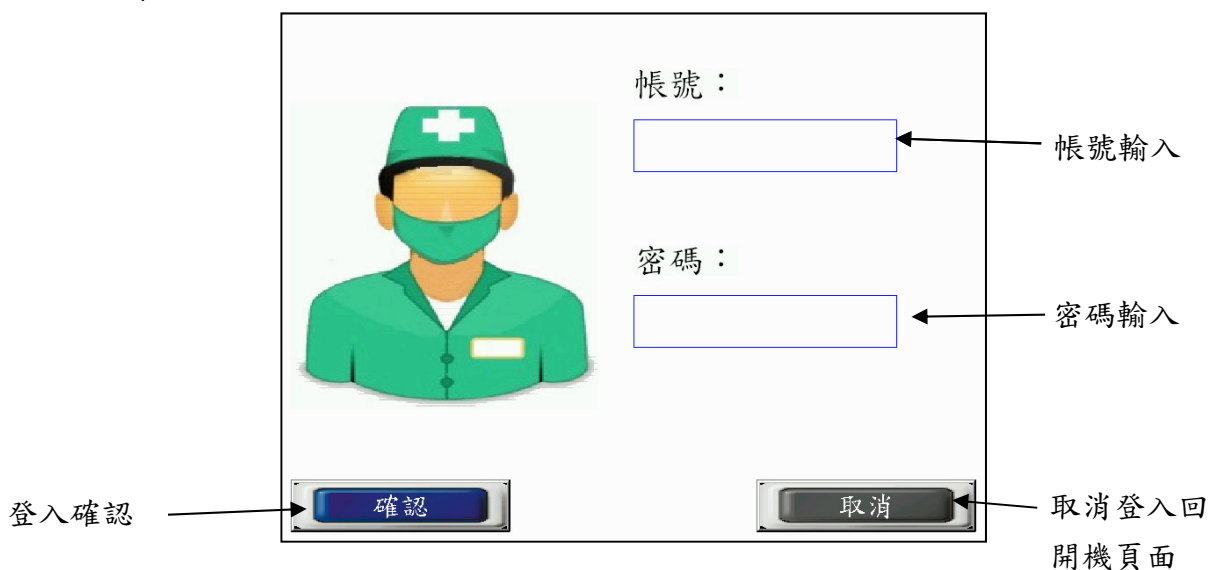 帳號：
帳號輸入
密碼：
密碼輸入
登入確認
確認
取消
取消登入回
開機頁面